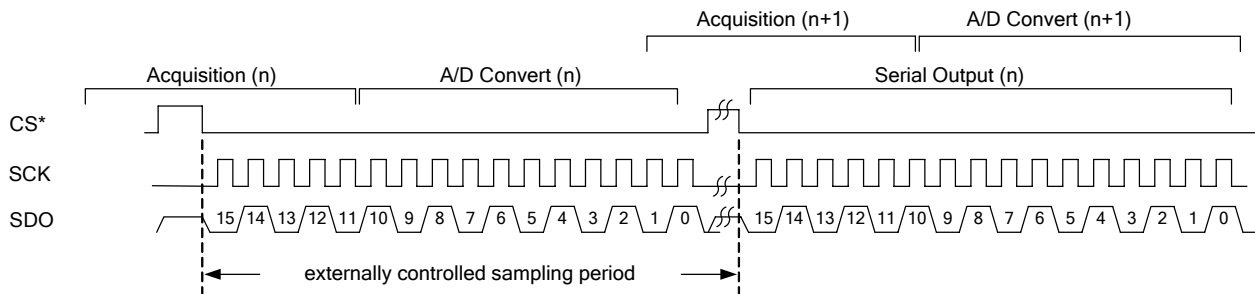 Acquisition (n+1) A/D Convert (n+1)
Acquisition (n) A/D Convert (n) Serial Output (n)
CS*
SCK
SDO 15 14 13 12 11 10 9 8 7 6 5 4 3 2 1 0 15 14 13 12 11 10 9 8 7 6 5 4 3 2 1 0
externally controlled sampling period